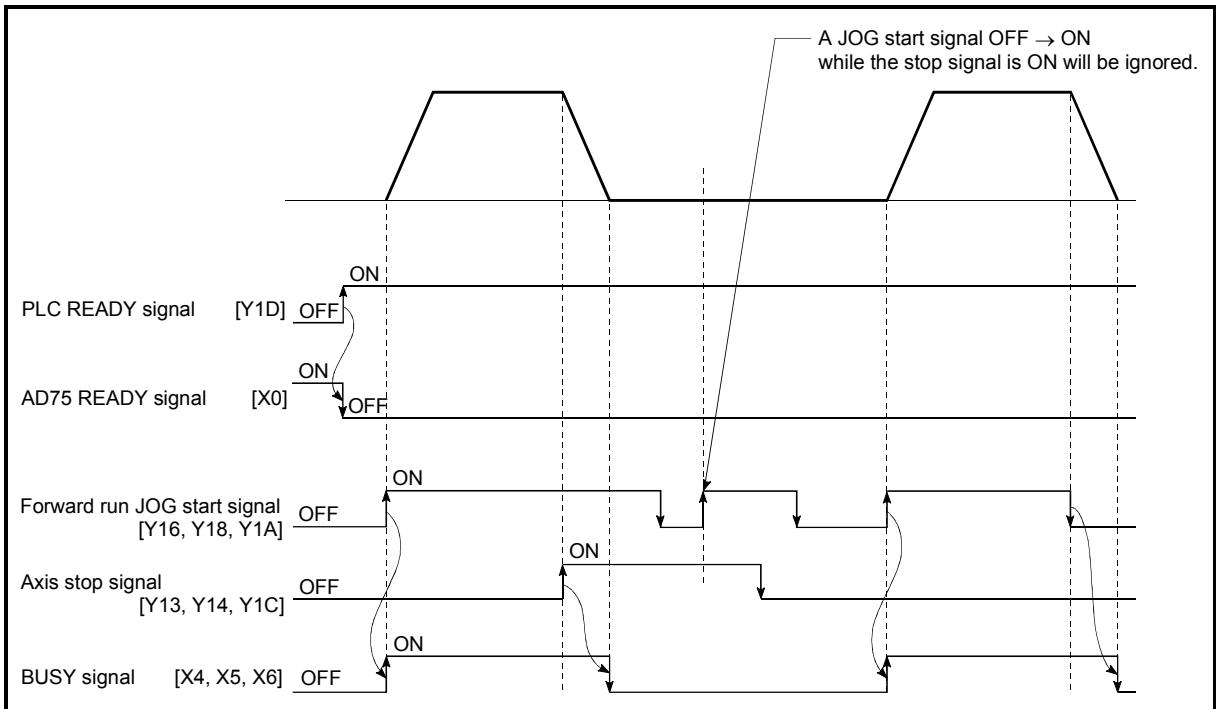 A JOG start signal OFF → ON
while the stop signal is ON will be ignored.
ON
PLC READY signal [Y1D] OFF
ON
AD75 READY signal [X0]
OFF
ON
Forward run JOG start signal OFF
[Y16, Y18, Y1A]
ON
Axis stop signal OFF
[Y13, Y14, Y1C]
ON
BUSY signal [X4, X5, X6] OFF